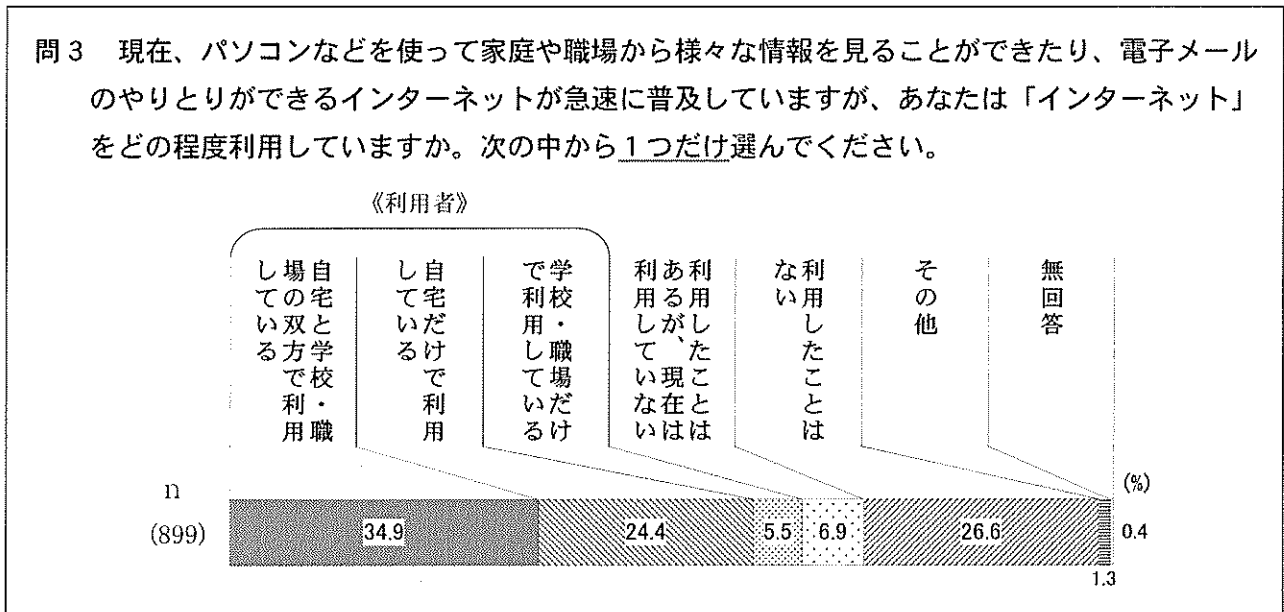 問3 現在、パソコンなどを使って家庭や職場から様々な情報を見ることができたり、電子メール
のやりとりができるインターネットが急速に普及していますが、あなたは「インターネット」
をどの程度利用していますか。次の中から1つだけ選んでください。
《利用者》
自宅と学校・職
場の双方で利用
している
自宅だけで利用
している
学校・職場だけ
で利用している
利用したことは
あるが、現在は
利用していない
利用したことは
ない
その他
無回答
(%)
n
(899)
34.9
24.4
5.5
6.9
26.6
0.4
1.3